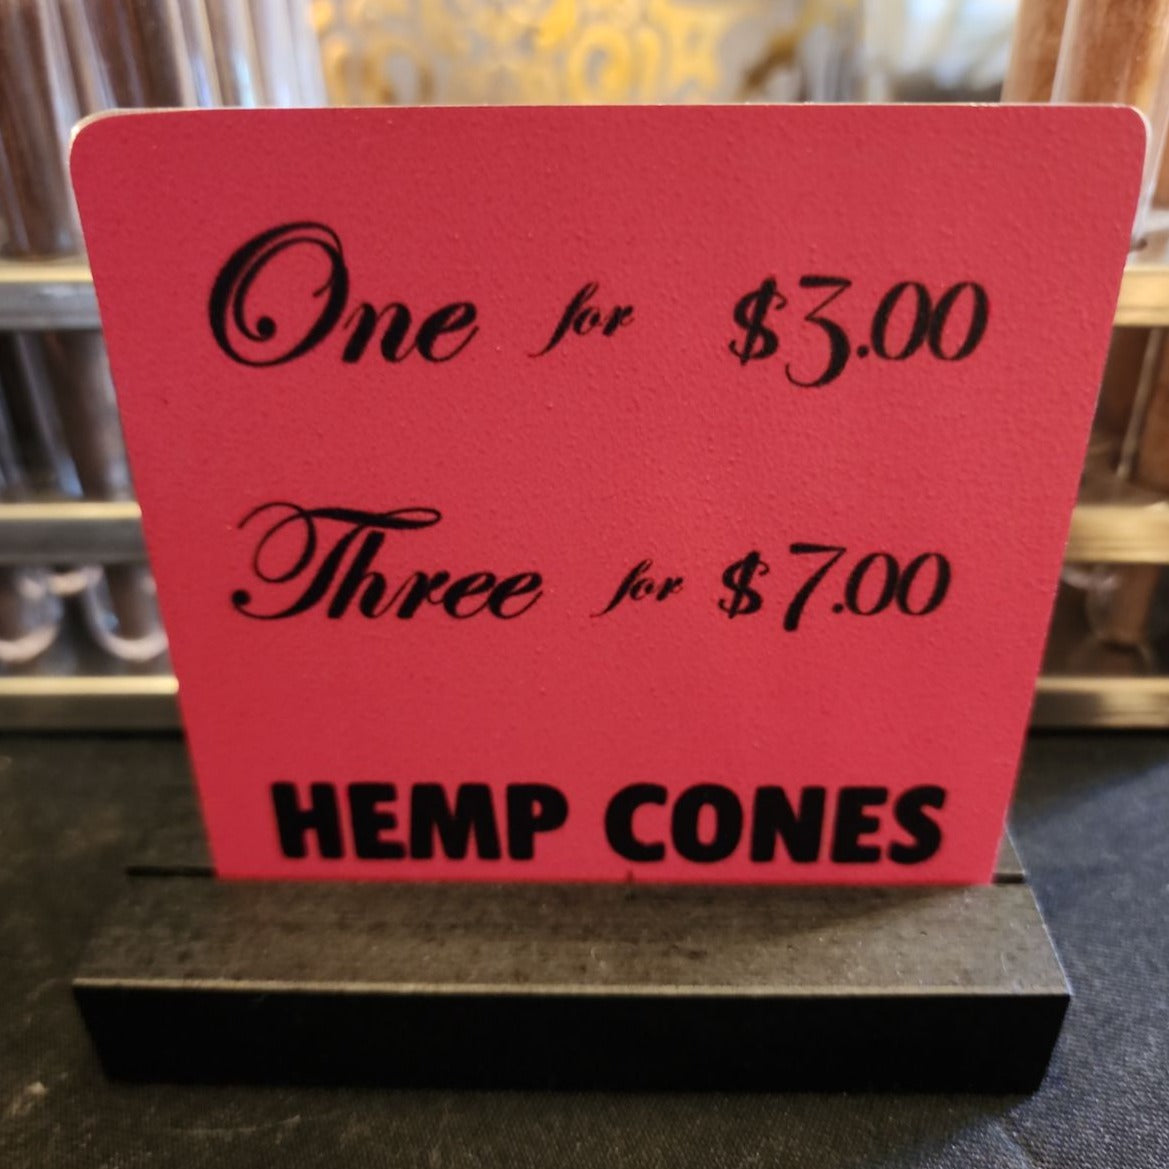 One for $3.00
Three for $7.00
HEMP CONES